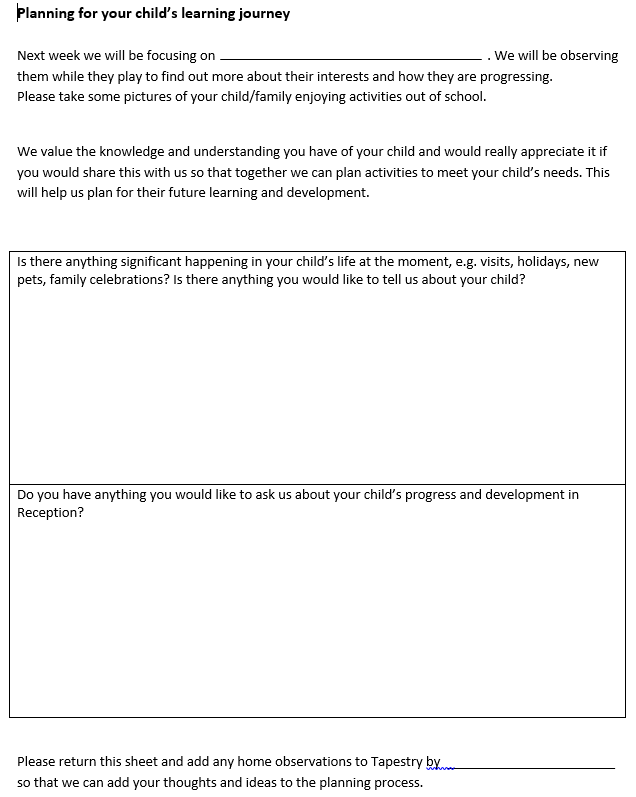 Planning for your child’s learning journey
Next week we will be focusing on ________________________________________ . We will be observing
them while they play to find out more about their interests and how they are progressing.
Please take some pictures of your child/family enjoying activities out of school.
We value the knowledge and understanding you have of your child and would really appreciate it if
you would share this with us so that together we can plan activities to meet your child’s needs. This
will help us plan for their future learning and development.
Is there anything significant happening in your child’s life at the moment, e.g. visits, holidays, new
pets, family celebrations? Is there anything you would like to tell us about your child?
Do you have anything you would like to ask us about your child’s progress and development in
Reception?
Please return this sheet and add any home observations to Tapestry by__________________________
so that we can add your thoughts and ideas to the planning process.